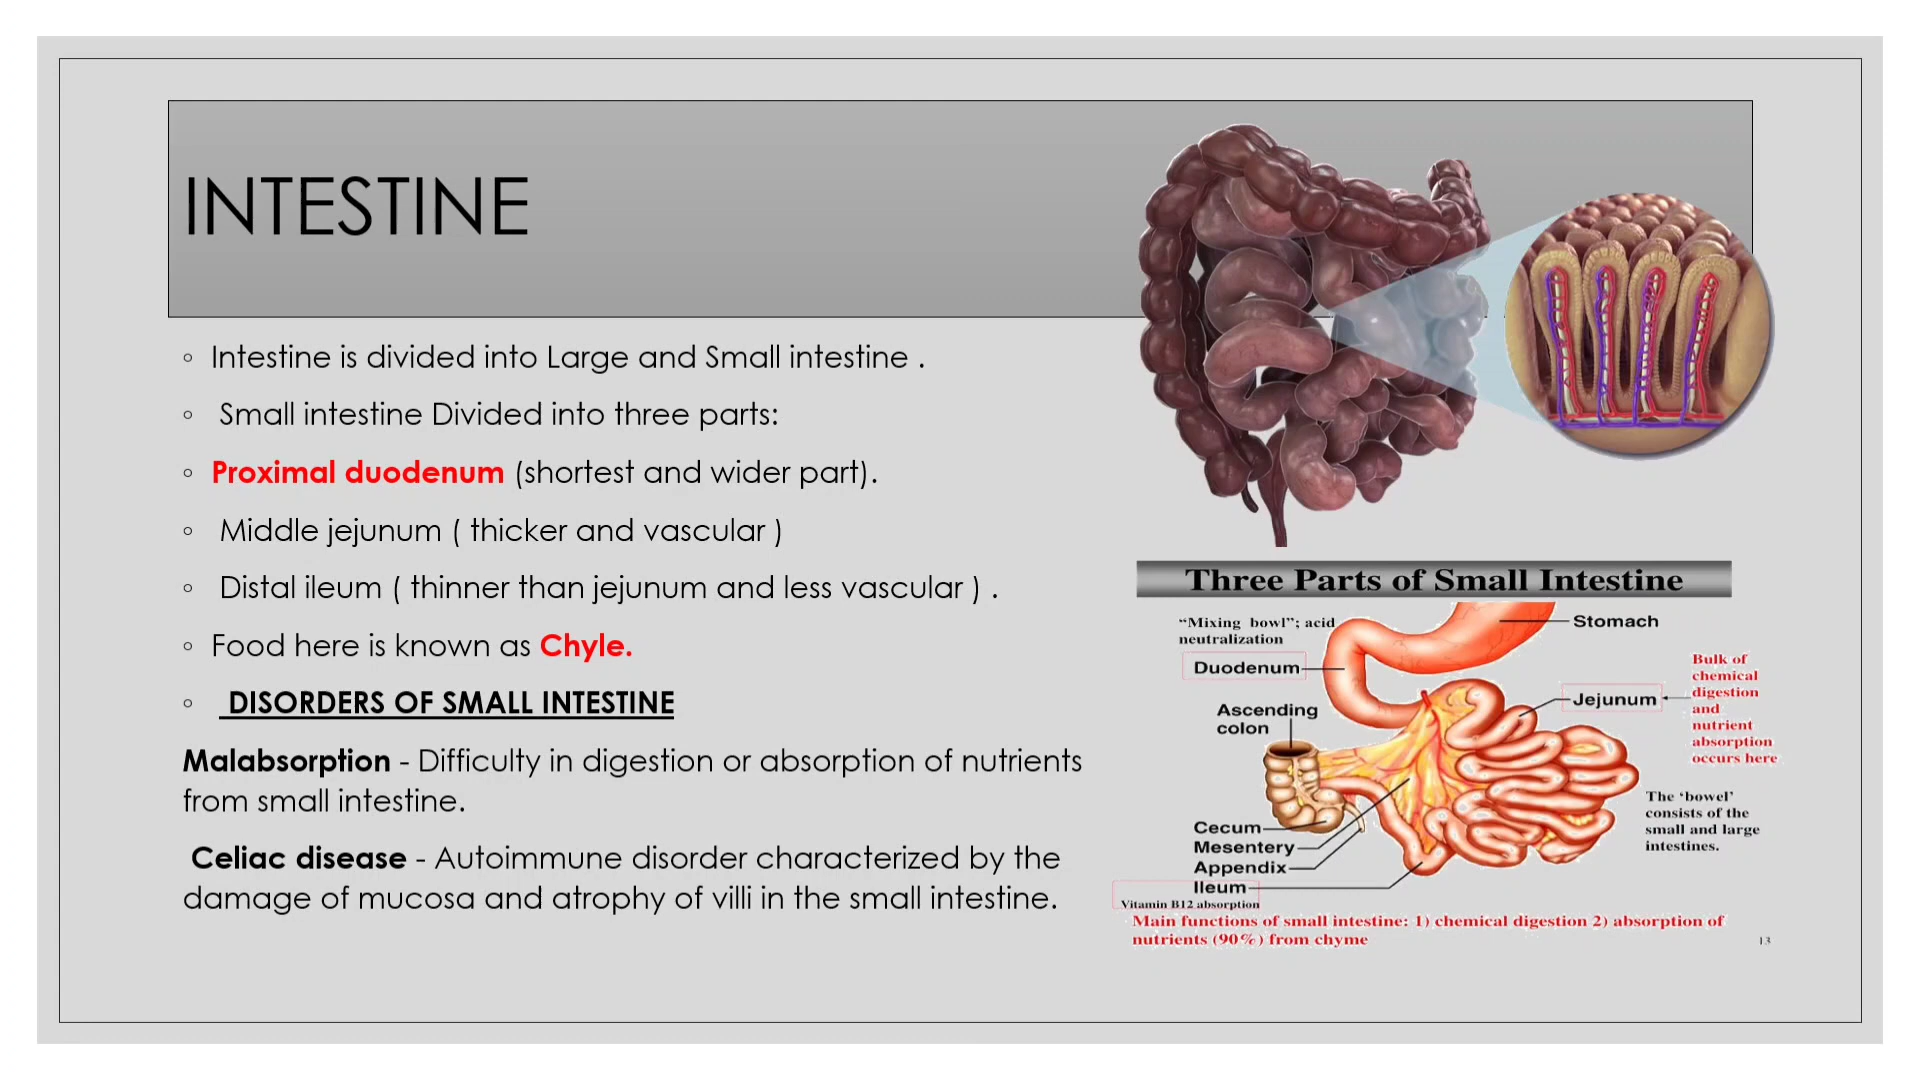 INTESTINE
◦ Intestine is divided into Large and Small intestine .
◦ Small intestine Divided into three parts:
◦ Proximal duodenum (shortest and wider part).
◦ Middle jejunum ( thicker and vascular )
◦ Distal ileum ( thinner than jejunum and less vascular ) .
◦ Food here is known as Chyle.
◦ DISORDERS OF SMALL INTESTINE
Malabsorption - Difficulty in digestion or absorption of nutrients
from small intestine.
Celiac disease - Autoimmune disorder characterized by the
damage of mucosa and atrophy of villi in the small intestine.
Three Parts of Small Intestine
“Mixing bowl”; acid
neutralization
Stomach
Duodenum
Bulk of
chemical
digestion
and
nutrient
absorption
occurs here
Jejunum
Ascending
colon
The ‘bowel’
consists of the
small and large
intestines.
Cecum
Mesentery
Appendix
Ileum
Vitamin B12 absorption
Main functions of small intestine: 1) chemical digestion 2) absorption of
nutrients (90%) from chyme
13